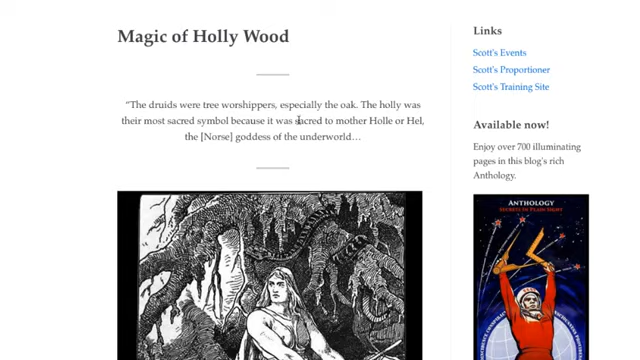 Magic of Holly Wood
“The druids were tree worshippers, especially the oak. The holly was
their most sacred symbol because it was sacred to mother Holle or Hel,
the [Norse] goddess of the underworld…
Links
Scott's Events
Scott's Proportioner
Scott's Training Site
Available now!
Enjoy over 700 illuminating
pages in this blog's rich
Anthology.
ANTHOLOGY
SECRETS IN PLAIN SIGHT